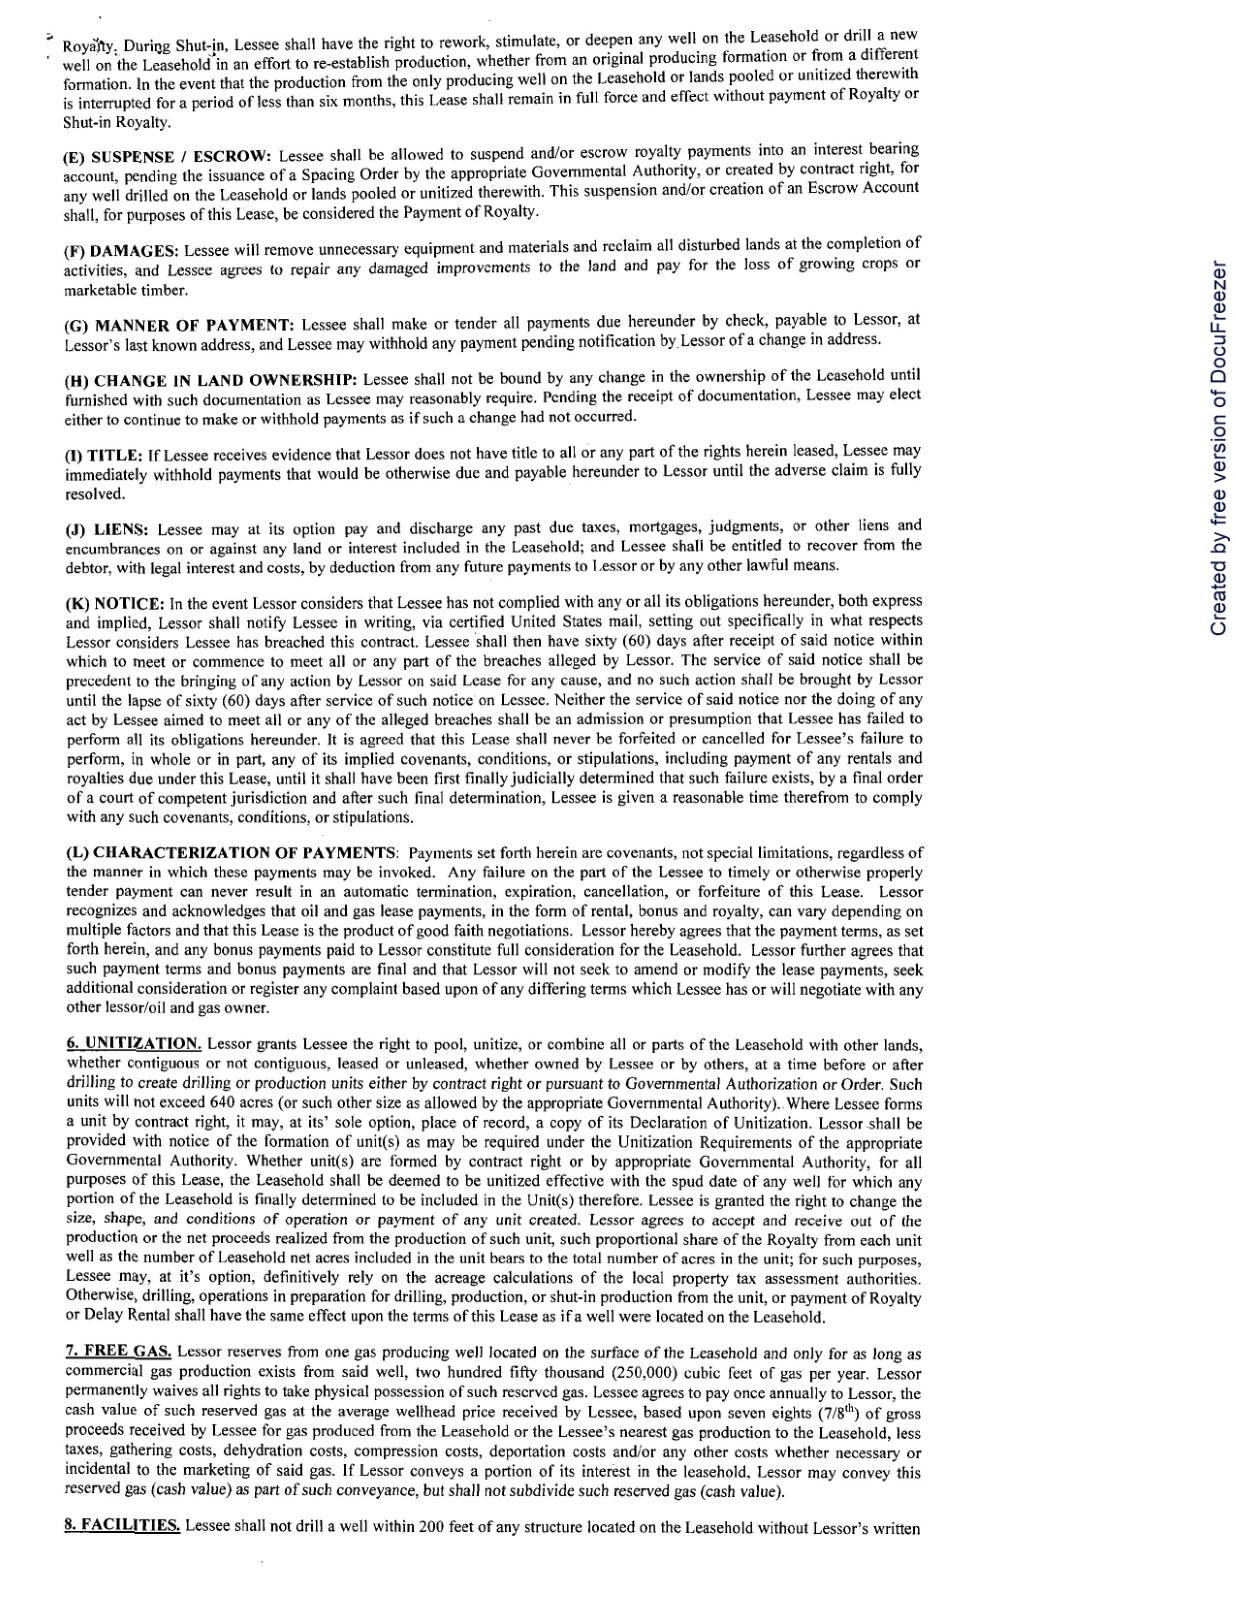 Royalty. During Shut-in, Lessee shall have the right to rework, stimulate, or deepen any well on the Leasehold or drill a new
well on the Leasehold in an effort to re-establish production, whether from an original producing formation or from a different
formation. In the event that the production from the only producing well on the Leasehold or lands pooled or unitized therewith
is interrupted for a period of less than six months, this Lease shall remain in full force and effect without payment of Royalty or
Shut-in Royalty.
(E) SUSPENSE / ESCROW: Lessee shall be allowed to suspend and/or escrow royalty payments into an interest bearing
account, pending the issuance of a Spacing Order by the appropriate Governmental Authority, or created by contract right, for
any well drilled on the Leasehold or lands pooled or unitized therewith. This suspension and/or creation of an Escrow Account
shall, for purposes of this Lease, be considered the Payment of Royalty.
(F) DAMAGES: Lessee will remove unnecessary equipment and materials and reclaim all disturbed lands at the completion of
activities, and Lessee agrees to repair any damaged improvements to the land and pay for the loss of growing crops or
marketable timber.
(G) MANNER OF PAYMENT: Lessee shall make or tender all payments due hereunder by check, payable to Lessor, at
Lessor's last known address, and Lessee may withhold any payment pending notification by Lessor of a change in address.
(H) CHANGE IN LAND OWNERSHIP: Lessee shall not be bound by any change in the ownership of the Leasehold until
furnished with such documentation as Lessee may reasonably require. Pending the receipt of documentation, Lessee may elect
either to continue to make or withhold payments as if such a change had not occurred.
(I) TITLE: If Lessee receives evidence that Lessor does not have title to all or any part of the rights herein leased, Lessee may
immediately withhold payments that would be otherwise due and payable hereunder to Lessor until the adverse claim is fully
resolved.
(J) LIENS: Lessee may at its option pay and discharge any past due taxes, mortgages, judgments, or other liens and
encumbrances on or against any land or interest included in the Leasehold; and Lessee shall be entitled to recover from the
debtor, with legal interest and costs, by deduction from any future payments to Lessor or by any other lawful means.
(K) NOTICE: In the event Lessor considers that Lessee has not complied with any or all its obligations hereunder, both express
and implied, Lessor shall notify Lessee in writing, via certified United States mail, setting out specifically in what respects
Lessor considers Lessee has breached this contract. Lessee shall then have sixty (60) days after receipt of said notice within
which to meet or commence to meet all or any part of the breaches alleged by Lessor. The service of said notice shall be
precedent to the bringing of any action by Lessor on said Lease for any cause, and no such action shall be brought by Lessor
until the lapse of sixty (60) days after service of such notice on Lessee. Neither the service of said notice nor the doing of any
act by Lessee aimed to meet all or any of the alleged breaches shall be an admission or presumption that Lessee has failed to
perform all its obligations hereunder. It is agreed that this Lease shall never be forfeited or cancelled for Lessee's failure to
perform, in whole or in part, any of its implied covenants, conditions, or stipulations, including payment of any rentals and
royalties due under this Lease, until it shall have been first finally judicially determined that such failure exists, by a final order
of a court of competent jurisdiction and after such final determination, Lessee is given a reasonable time therefrom to comply
with any such covenants, conditions, or stipulations.
(L) CHARACTERIZATION OF PAYMENTS: Payments set forth herein are covenants, not special limitations, regardless of
the manner in which these payments may be invoked. Any failure on the part of the Lessee to timely or otherwise properly
tender payment can never result in an automatic termination, expiration, cancellation, or forfeiture of this Lease. Lessor
recognizes and acknowledges that oil and gas lease payments, in the form of rental, bonus and royalty, can vary depending on
multiple factors and that this Lease is the product of good faith negotiations. Lessor hereby agrees that the payment terms, as set
forth herein, and any bonus payments paid to Lessor constitute full consideration for the Leasehold. Lessor further agrees that
such payment terms and bonus payments are final and that Lessor will not seek to amend or modify the lease payments, seek
additional consideration or register any complaint based upon of any differing terms which Lessee has or will negotiate with any
other lessor/oil and gas owner.
6. UNITIZATION. Lessor grants Lessee the right to pool, unitize, or combine all or parts of the Leasehold with other lands,
whether contiguous or not contiguous, leased or unleased, whether owned by Lessee or by others, at a time before or after
drilling to create drilling or production units either by contract right or pursuant to Governmental Authorization or Order. Such
units will not exceed 640 acres (or such other size as allowed by the appropriate Governmental Authority). Where Lessee forms
a unit by contract right, it may, at its' sole option, place of record, a copy of its Declaration of Unitization. Lessor shall be
provided with notice of the formation of unit(s) as may be required under the Unitization Requirements of the appropriate
Governmental Authority. Whether unit(s) are formed by contract right or by appropriate Governmental Authority, for all
purposes of this Lease, the Leasehold shall be deemed to be unitized effective with the spud date of any well for which any
portion of the Leasehold is finally determined to be included in the Unit(s) therefore. Lessee is granted the right to change the
size, shape, and conditions of operation or payment of any unit created. Lessor agrees to accept and receive out of the
production or the net proceeds realized from the production of such unit, such proportional share of the Royalty from each unit
well as the number of Leasehold net acres included in the unit bears to the total number of acres in the unit; for such purposes,
Lessee may, at it's option, definitively rely on the acreage calculations of the local property tax assessment authorities.
Otherwise, drilling, operations in preparation for drilling, production, or shut-in production from the unit, or payment of Royalty
or Delay Rental shall have the same effect upon the terms of this Lease as if a well were located on the Leasehold.
7. FREE GAS. Lessor reserves from one gas producing well located on the surface of the Leasehold and only for as long as
commercial gas production exists from said well, two hundred fifty thousand (250,000) cubic feet of gas per year. Lessor
permanently waives all rights to take physical possession of such reserved gas. Lessee agrees to pay once annually to Lessor, the
cash value of such reserved gas at the average wellhead price received by Lessee, based upon seven eights (7/8th) of gross
proceeds received by Lessee for gas produced from the Leasehold or the Lessee's nearest gas production to the Leasehold, less
taxes, gathering costs, dehydration costs, compression costs, deportation costs and/or any other costs whether necessary or
incidental to the marketing of said gas. If Lessor conveys a portion of its interest in the leasehold, Lessor may convey this
reserved gas (cash value) as part of such conveyance, but shall not subdivide such reserved gas (cash value).
8. FACILITIES. Lessee shall not drill a well within 200 feet of any structure located on the Leasehold without Lessor's written
Created by free version of DocuFreezer